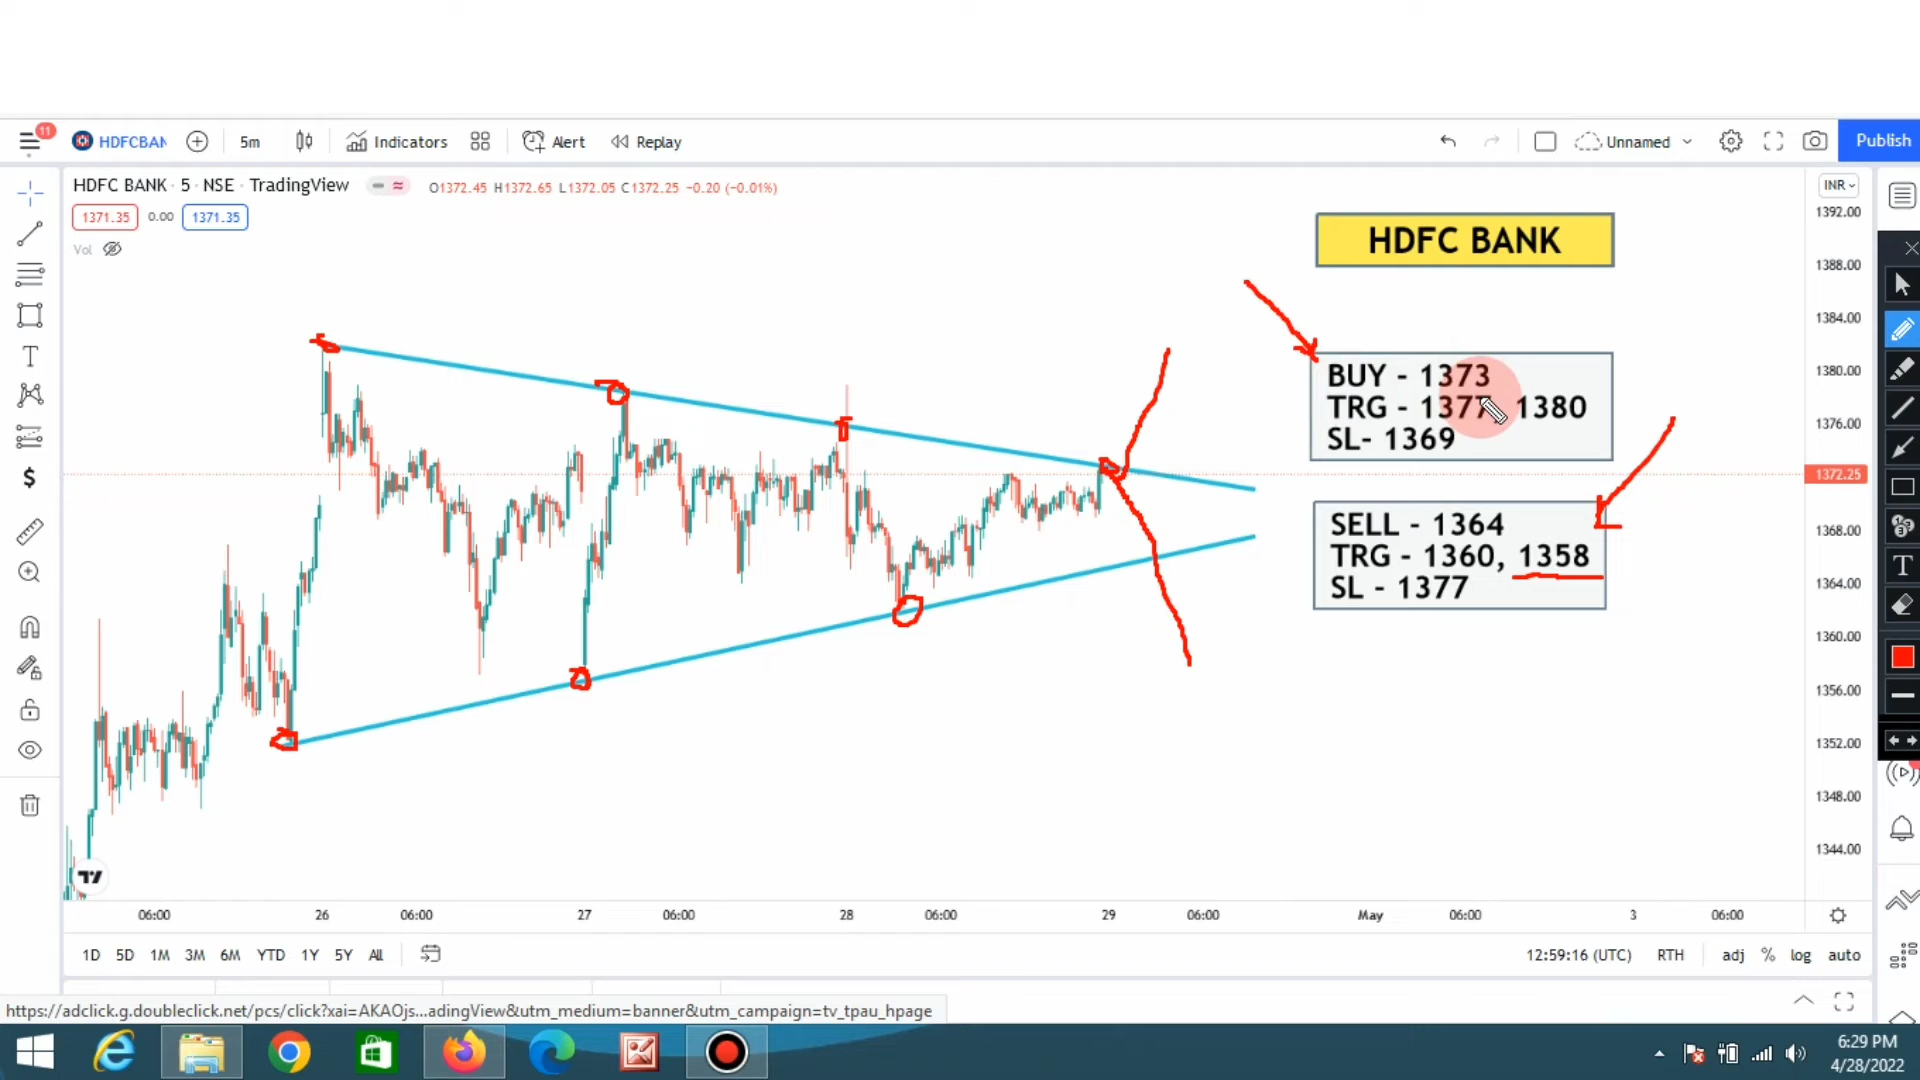 11
HDFCBAN
5m
Indicators
Alert
Replay
Unnamed
Publish
HDFC BANK · 5 · NSE · TradingView
O1372.45 H1372.65 L1372.05 C1372.25 −0.20 (−0.01%)
INR
1371.35
0.00
1371.35
Vol
HDFC BANK
BUY - 1373
TRG - 1377 1380
SL- 1369
SELL - 1364
TRG - 1360, 1358
SL - 1377
1392.00
1388.00
1384.00
1380.00
1376.00
1372.25
1368.00
1364.00
1360.00
1356.00
1352.00
1348.00
1344.00
06:00
26
06:00
27
06:00
28
06:00
29
06:00
May
06:00
3
06:00
1D 5D 1M 3M 6M YTD 1Y 5Y All
12:59:16 (UTC) RTH adj % log auto
https://adclick.g.doubleclick.net/pcs/click?xai=AKAOjs...adingView&utm_medium=banner&utm_campaign=tv_tpau_hpage
6:29 PM
4/28/2022